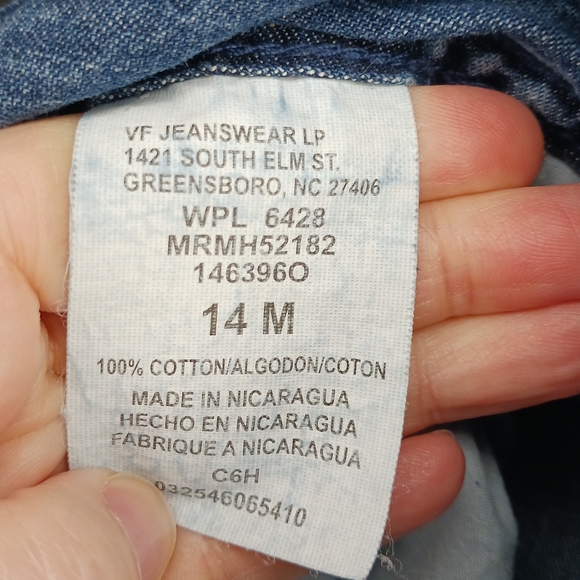 VF JEANSWEAR LP
1421 SOUTH ELM ST.
GREENSBORO, NC 27406
WPL 6428
MRMH52182
146396O
14 M
100% COTTON/ALGODON/COTON
MADE IN NICARAGUA
HECHO EN NICARAGUA
FABRIQUE A NICARAGUA
C6H
032546065410